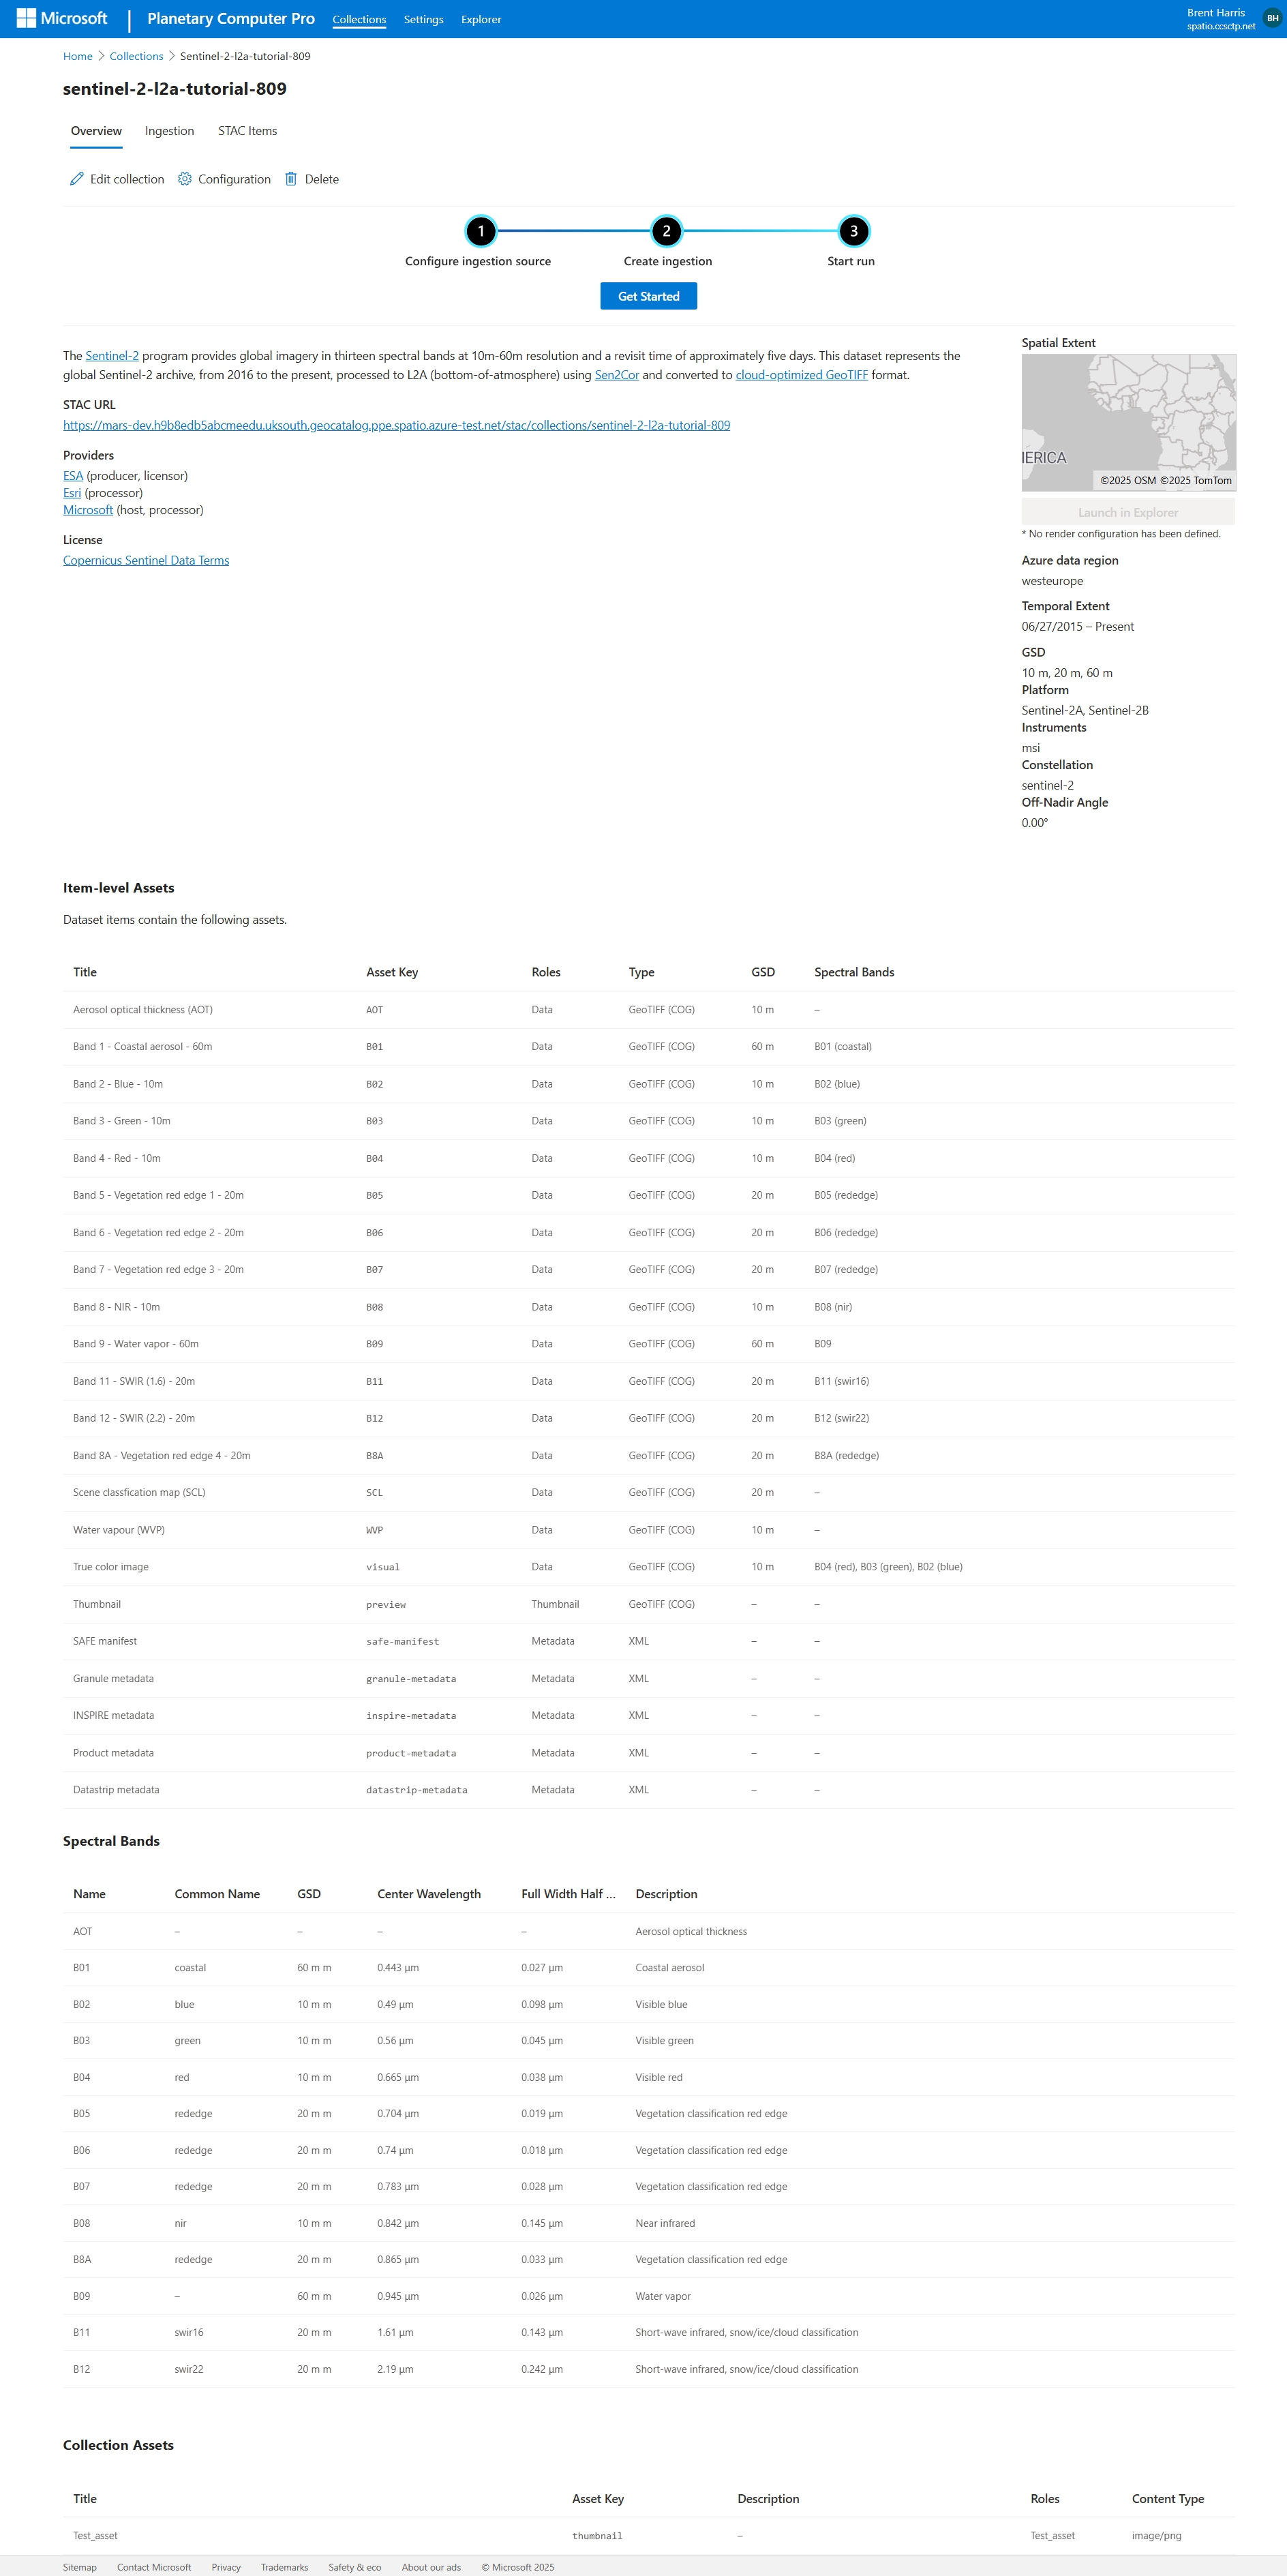 Microsoft | Planetary Computer Pro Collections Settings Explorer
Brent Harris
spatio.ccsctp.net
BH
Home > Collections > Sentinel-2-l2a-tutorial-809
sentinel-2-l2a-tutorial-809
Overview Ingestion STAC Items
Edit collection Configuration Delete
1 2 3
Configure ingestion source Create ingestion Start run
Get Started
The Sentinel-2 program provides global imagery in thirteen spectral bands at 10m-60m resolution and a revisit time of approximately five days. This dataset represents the
global Sentinel-2 archive, from 2016 to the present, processed to L2A (bottom-of-atmosphere) using Sen2Cor and converted to cloud-optimized GeoTIFF format.
STAC URL
https://mars-dev.h9b8edb5abcmeedu.uksouth.geocatalog.ppe.spatio.azure-test.net/stac/collections/sentinel-2-l2a-tutorial-809
Providers
ESA (producer, licensor)
Esri (processor)
Microsoft (host, processor)
License
Copernicus Sentinel Data Terms
Spatial Extent
IERICA
©2025 OSM ©2025 TomTom
Launch in Explorer
* No render configuration has been defined.
Azure data region
westeurope
Temporal Extent
06/27/2015 – Present
GSD
10 m, 20 m, 60 m
Platform
Sentinel-2A, Sentinel-2B
Instruments
msi
Constellation
sentinel-2
Off-Nadir Angle
0.00°
Item-level Assets
Dataset items contain the following assets.
Title Asset Key Roles Type GSD Spectral Bands
Aerosol optical thickness (AOT) AOT Data GeoTIFF (COG) 10 m –
Band 1 - Coastal aerosol - 60m B01 Data GeoTIFF (COG) 60 m B01 (coastal)
Band 2 - Blue - 10m B02 Data GeoTIFF (COG) 10 m B02 (blue)
Band 3 - Green - 10m B03 Data GeoTIFF (COG) 10 m B03 (green)
Band 4 - Red - 10m B04 Data GeoTIFF (COG) 10 m B04 (red)
Band 5 - Vegetation red edge 1 - 20m B05 Data GeoTIFF (COG) 20 m B05 (rededge)
Band 6 - Vegetation red edge 2 - 20m B06 Data GeoTIFF (COG) 20 m B06 (rededge)
Band 7 - Vegetation red edge 3 - 20m B07 Data GeoTIFF (COG) 20 m B07 (rededge)
Band 8 - NIR - 10m B08 Data GeoTIFF (COG) 10 m B08 (nir)
Band 9 - Water vapor - 60m B09 Data GeoTIFF (COG) 60 m B09
Band 11 - SWIR (1.6) - 20m B11 Data GeoTIFF (COG) 20 m B11 (swir16)
Band 12 - SWIR (2.2) - 20m B12 Data GeoTIFF (COG) 20 m B12 (swir22)
Band 8A - Vegetation red edge 4 - 20m B8A Data GeoTIFF (COG) 20 m B8A (rededge)
Scene classfication map (SCL) SCL Data GeoTIFF (COG) 20 m –
Water vapour (WVP) WVP Data GeoTIFF (COG) 10 m –
True color image visual Data GeoTIFF (COG) 10 m B04 (red), B03 (green), B02 (blue)
Thumbnail preview Thumbnail GeoTIFF (COG) – –
SAFE manifest safe-manifest Metadata XML – –
Granule metadata granule-metadata Metadata XML – –
INSPIRE metadata inspire-metadata Metadata XML – –
Product metadata product-metadata Metadata XML – –
Datastrip metadata datastrip-metadata Metadata XML – –
Spectral Bands
Name Common Name GSD Center Wavelength Full Width Half ... Description
AOT – – – – Aerosol optical thickness
B01 coastal 60 m m 0.443 μm 0.027 μm Coastal aerosol
B02 blue 10 m m 0.49 μm 0.098 μm Visible blue
B03 green 10 m m 0.56 μm 0.045 μm Visible green
B04 red 10 m m 0.665 μm 0.038 μm Visible red
B05 rededge 20 m m 0.704 μm 0.019 μm Vegetation classification red edge
B06 rededge 20 m m 0.74 μm 0.018 μm Vegetation classification red edge
B07 rededge 20 m m 0.783 μm 0.028 μm Vegetation classification red edge
B08 nir 10 m m 0.842 μm 0.145 μm Near infrared
B8A rededge 20 m m 0.865 μm 0.033 μm Vegetation classification red edge
B09 – 60 m m 0.945 μm 0.026 μm Water vapor
B11 swir16 20 m m 1.61 μm 0.143 μm Short-wave infrared, snow/ice/cloud classification
B12 swir22 20 m m 2.19 μm 0.242 μm Short-wave infrared, snow/ice/cloud classification
Collection Assets
Title Asset Key Description Roles Content Type
Test_asset thumbnail – Test_asset image/png
Sitemap Contact Microsoft Privacy Trademarks Safety & eco About our ads © Microsoft 2025